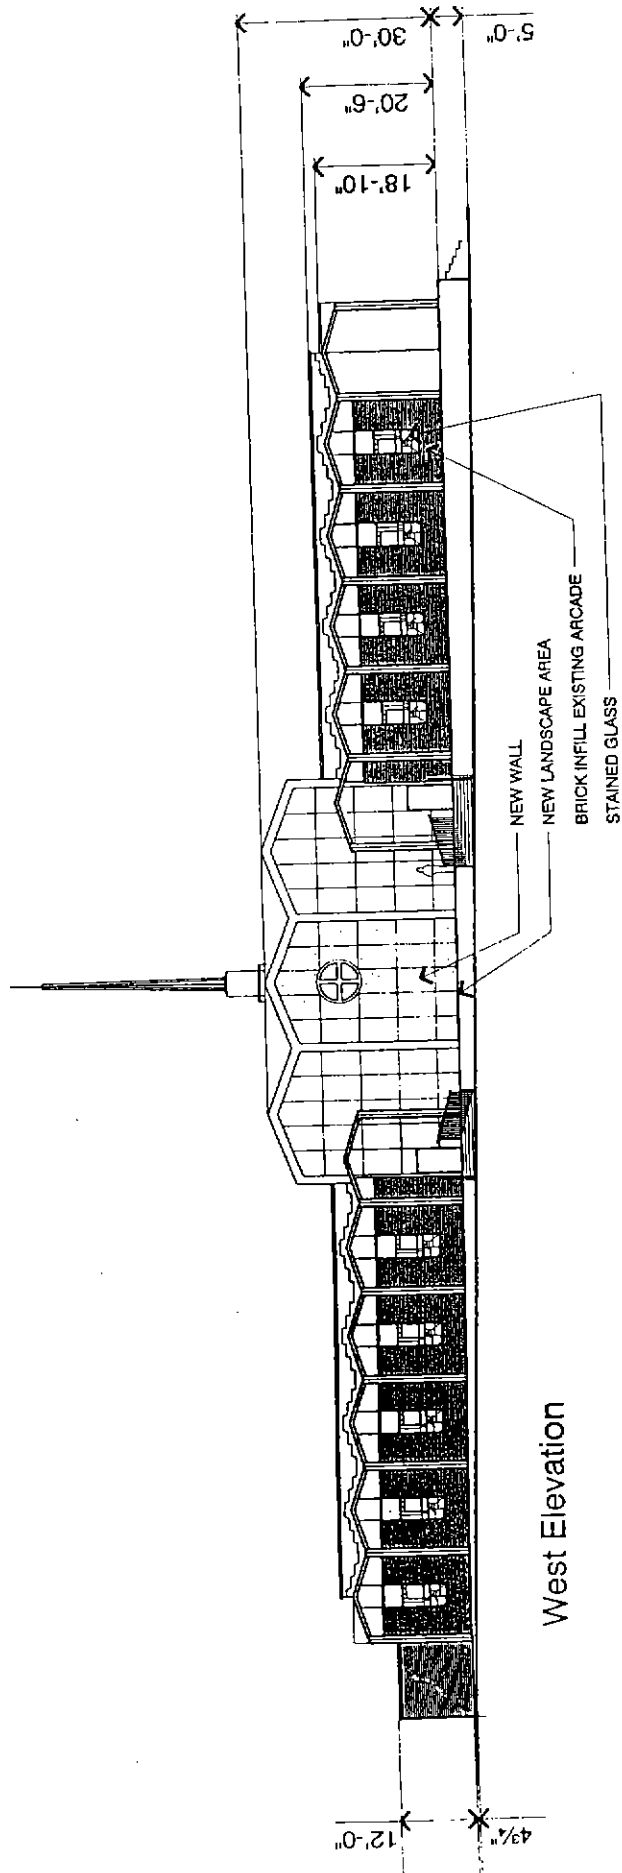 30'-0"
5'-0"
20'-6"
18'-10"
NEW WALL
NEW LANDSCAPE AREA
BRICK INFILL EXISTING ARCADE
STAINED GLASS
West Elevation
12'-0"
4¾"